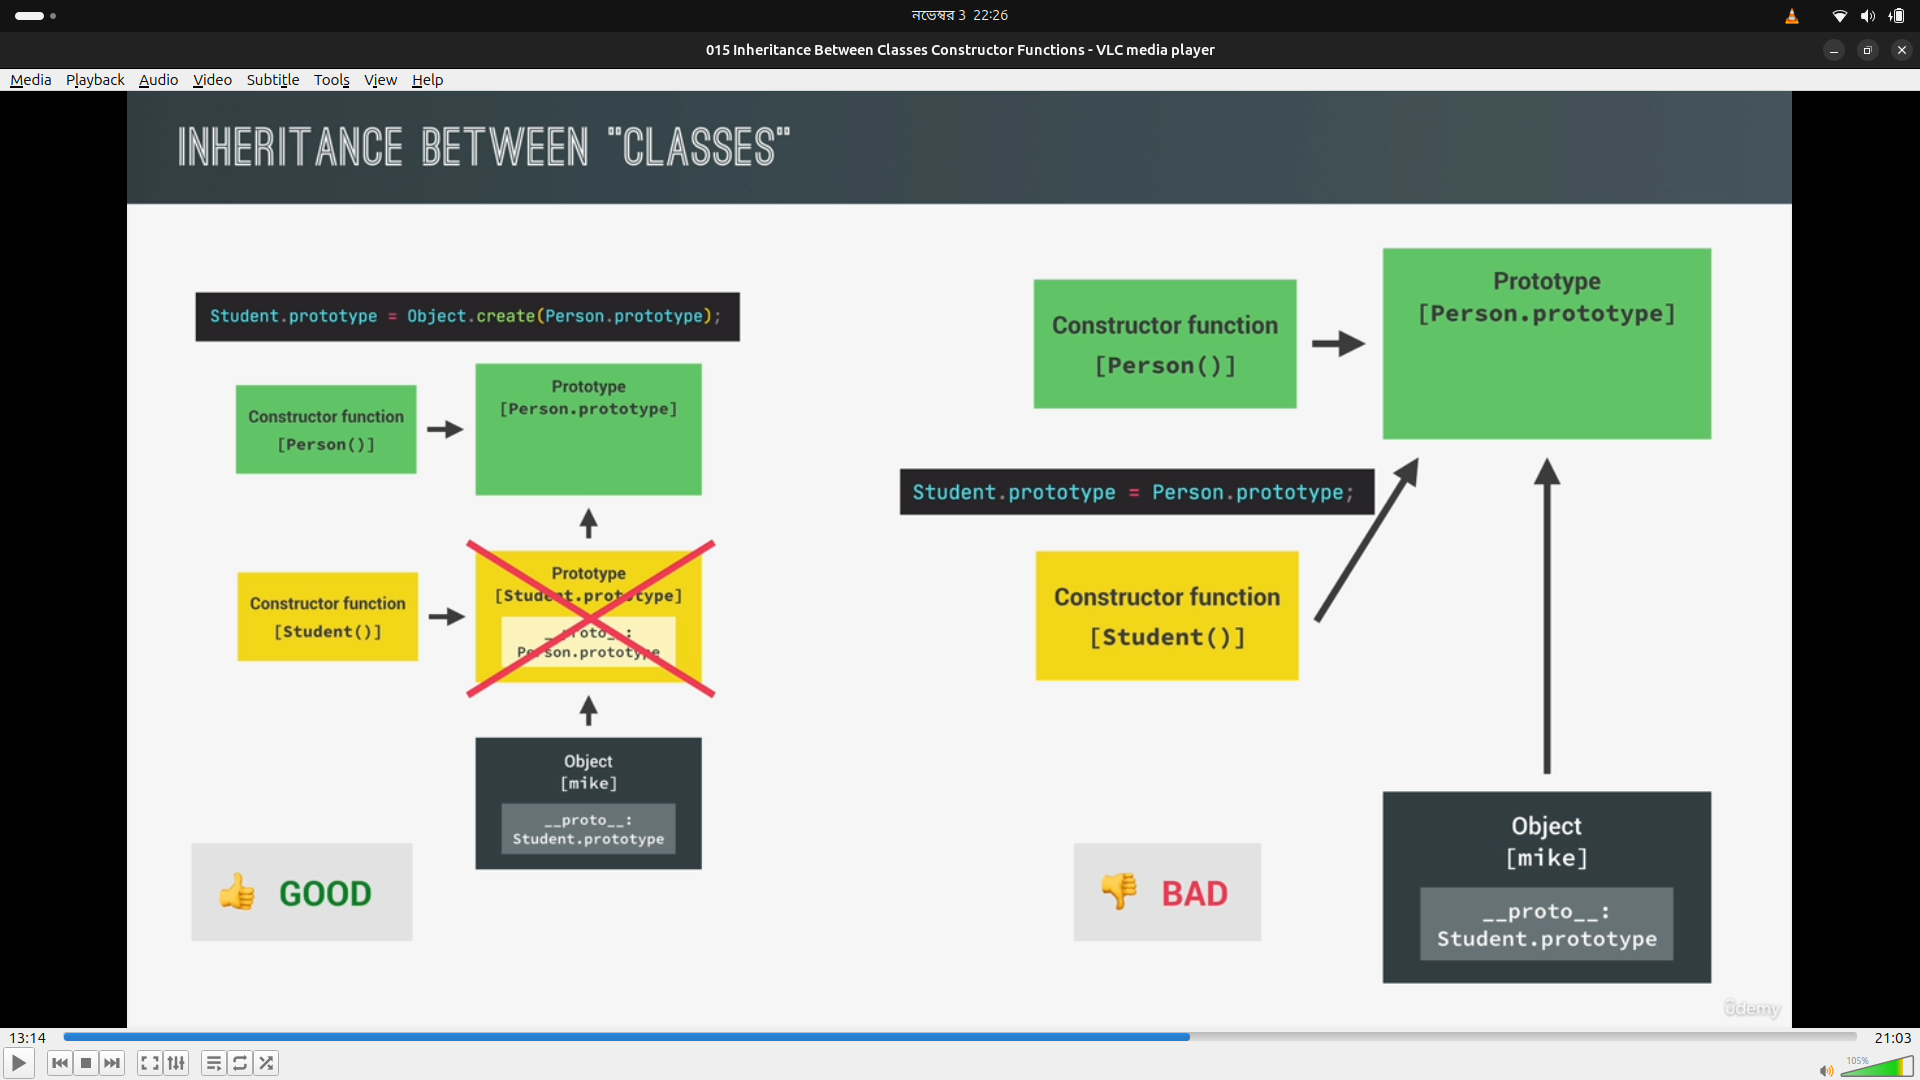 নভেম্বর 3 22:26
015 Inheritance Between Classes Constructor Functions - VLC media player
Media Playback Audio Video Subtitle Tools View Help
INHERITANCE BETWEEN "CLASSES"
Student.prototype = Object.create(Person.prototype);
Constructor function
[Person()]
Prototype
[Person.prototype]
Constructor function
[Student()]
Prototype
[Student.prototype]
__proto__:
Person.prototype
Object
[mike]
__proto__:
Student.prototype
👍 GOOD
Constructor function
[Person()]
Prototype
[Person.prototype]
Student.prototype = Person.prototype;
Constructor function
[Student()]
Object
[mike]
__proto__:
Student.prototype
👎 BAD
ûdemy
13:14
21:03
105%